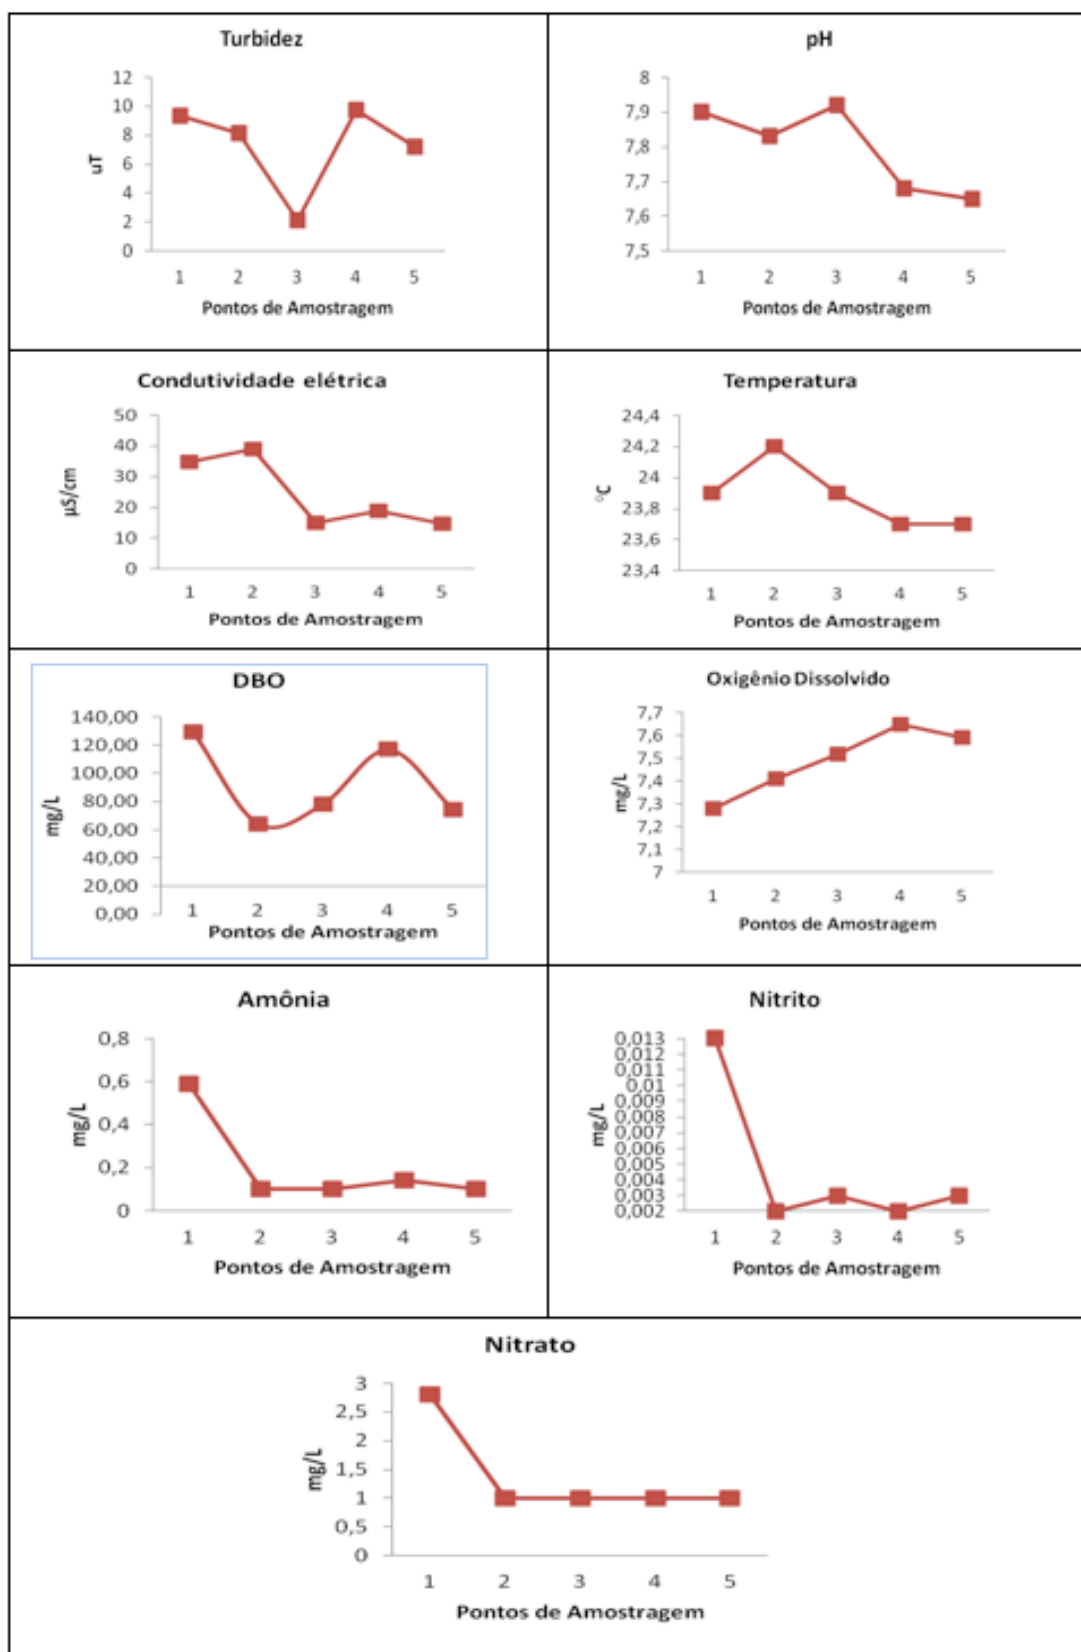 Turbidez
12
10
8
6
4
2
0
uT
1 2 3 4 5
Pontos de Amostragem
pH
8
7,9
7,8
7,7
7,6
7,5
1 2 3 4 5
Pontos de Amostragem
Condutividade elétrica
50
40
30
20
10
0
µS/cm
1 2 3 4 5
Pontos de Amostragem
Temperatura
24,4
24,2
24
23,8
23,6
23,4
°C
1 2 3 4 5
Pontos de Amostragem
DBO
140,00
120,00
100,00
80,00
60,00
40,00
20,00
0,00
mg/L
1 2 3 4 5
Pontos de Amostragem
Oxigênio Dissolvido
7,7
7,6
7,5
7,4
7,3
7,2
7,1
7
mg/L
1 2 3 4 5
Pontos de Amostragem
Amônia
0,8
0,6
0,4
0,2
0
mg/L
1 2 3 4 5
Pontos de Amostragem
Nitrito
0,013
0,012
0,011
0,01
0,009
0,008
0,007
0,006
0,005
0,004
0,003
0,002
mg/L
1 2 3 4 5
Pontos de Amostragem
Nitrato
3
2,5
2
1,5
1
0,5
0
mg/L
1 2 3 4 5
Pontos de Amostragem